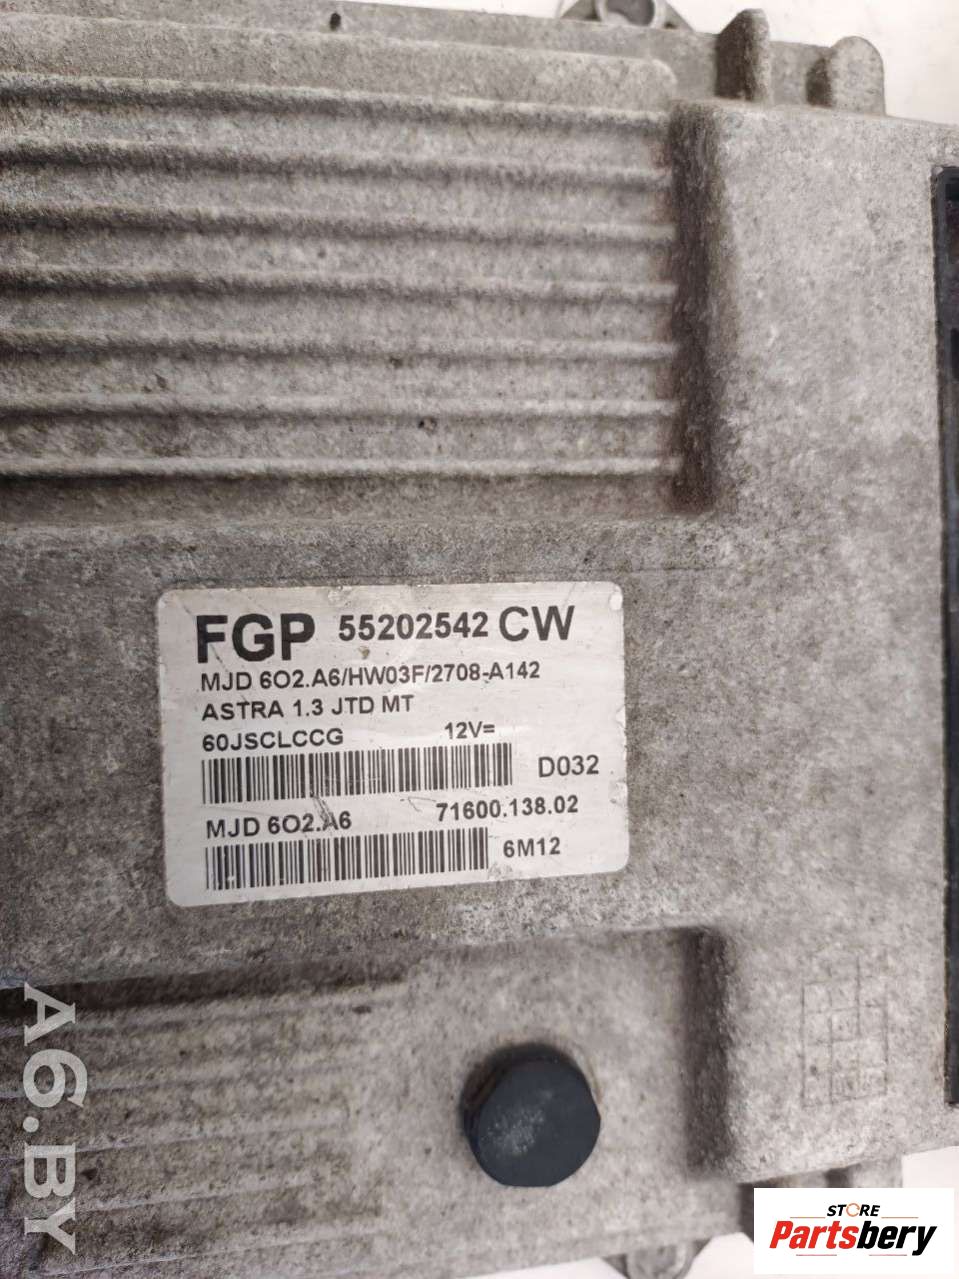 FGP 55202542 CW
MJD 6O2.A6/HW03F/2708-A142
ASTRA 1.3 JTD MT
60JSCLCCG 12V=
D032
MJD 6O2.A6 71600.138.02
6M12
A6.BY
STORE
Partsbery